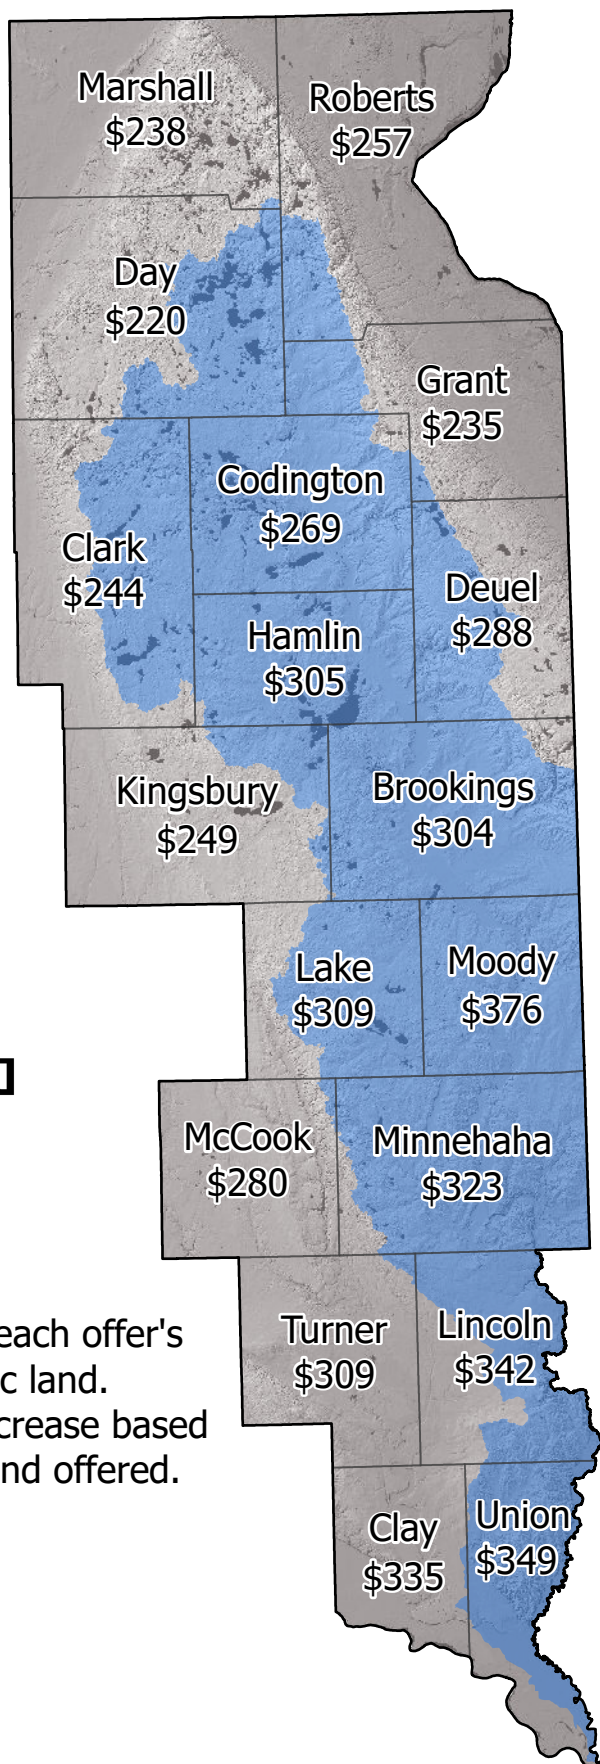 Marshall
$238
Roberts
$257
Day
$220
Grant
$235
Codington
$269
Clark
$244
Deuel
$288
Hamlin
$305
Kingsbury
$249
Brookings
$304
Lake
$309
Moody
$376
McCook
$280
Minnehaha
$323
each offer's
c land.
crease based
nd offered.
Turner
$309
Lincoln
$342
Clay
$335
Union
$349